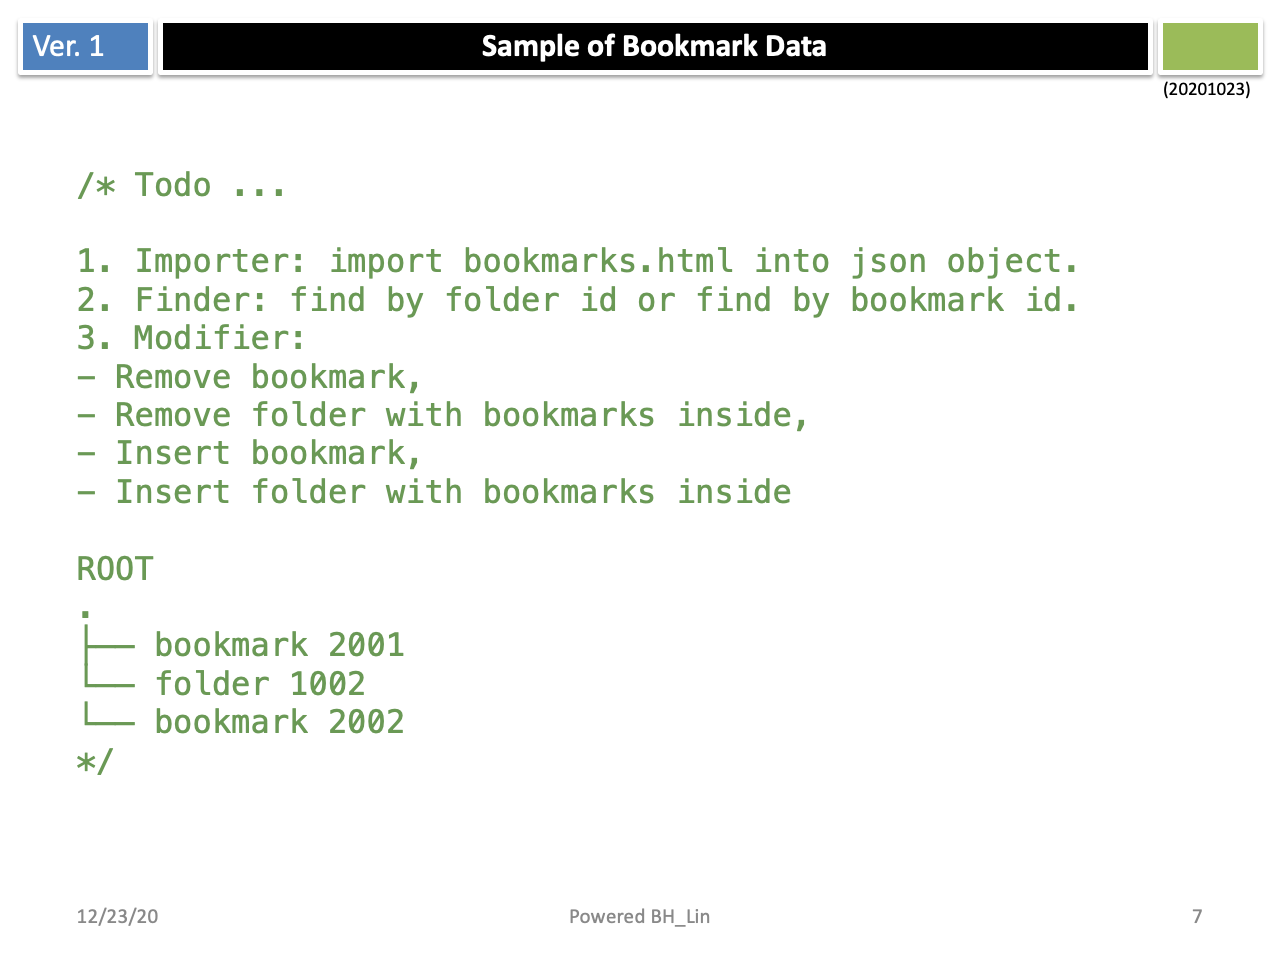 Ver. 1
Sample of Bookmark Data
(20201023)
/* Todo ...
1. Importer: import bookmarks.html into json object.
2. Finder: find by folder id or find by bookmark id.
3. Modifier:
- Remove bookmark,
- Remove folder with bookmarks inside,
- Insert bookmark,
- Insert folder with bookmarks inside
ROOT
.
├── bookmark 2001
└── folder 1002
└── bookmark 2002
*/
12/23/20
Powered BH_Lin
7